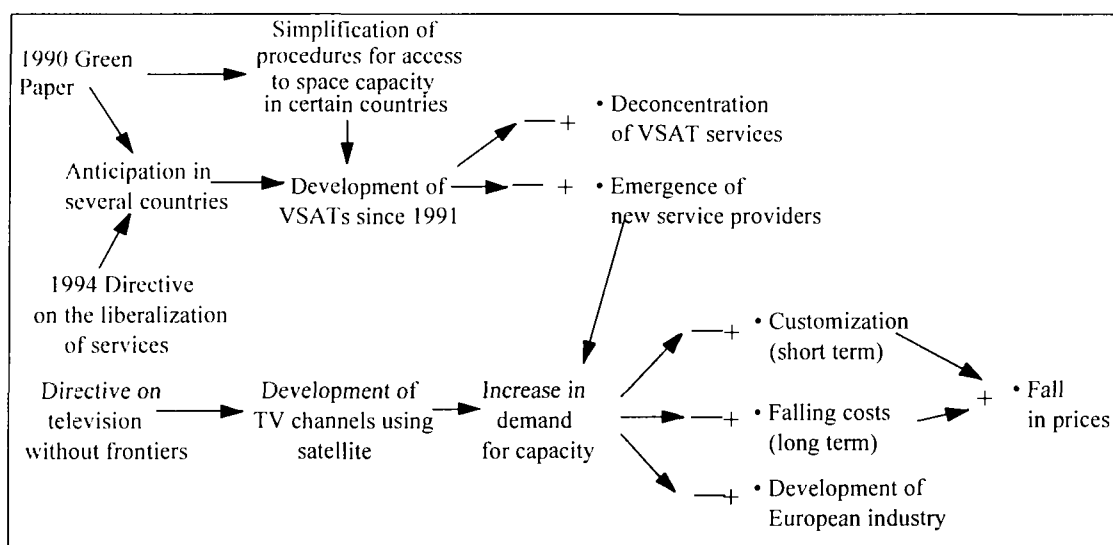 1990 Green
Paper
Simplification of
procedures for access
to space capacity
in certain countries
Anticipation in
several countries
Development of
VSATs since 1991
— +
• Deconcentration
of VSAT services
— +
• Emergence of
new service providers
1994 Directive
on the liberalization
of services
Directive on
television
without frontiers
Development of
TV channels using
satellite
Increase in
demand
for capacity
—+
• Customization
(short term)
—+
• Falling costs
(long term)
—+
• Development of
European industry
+
• Fall
in prices